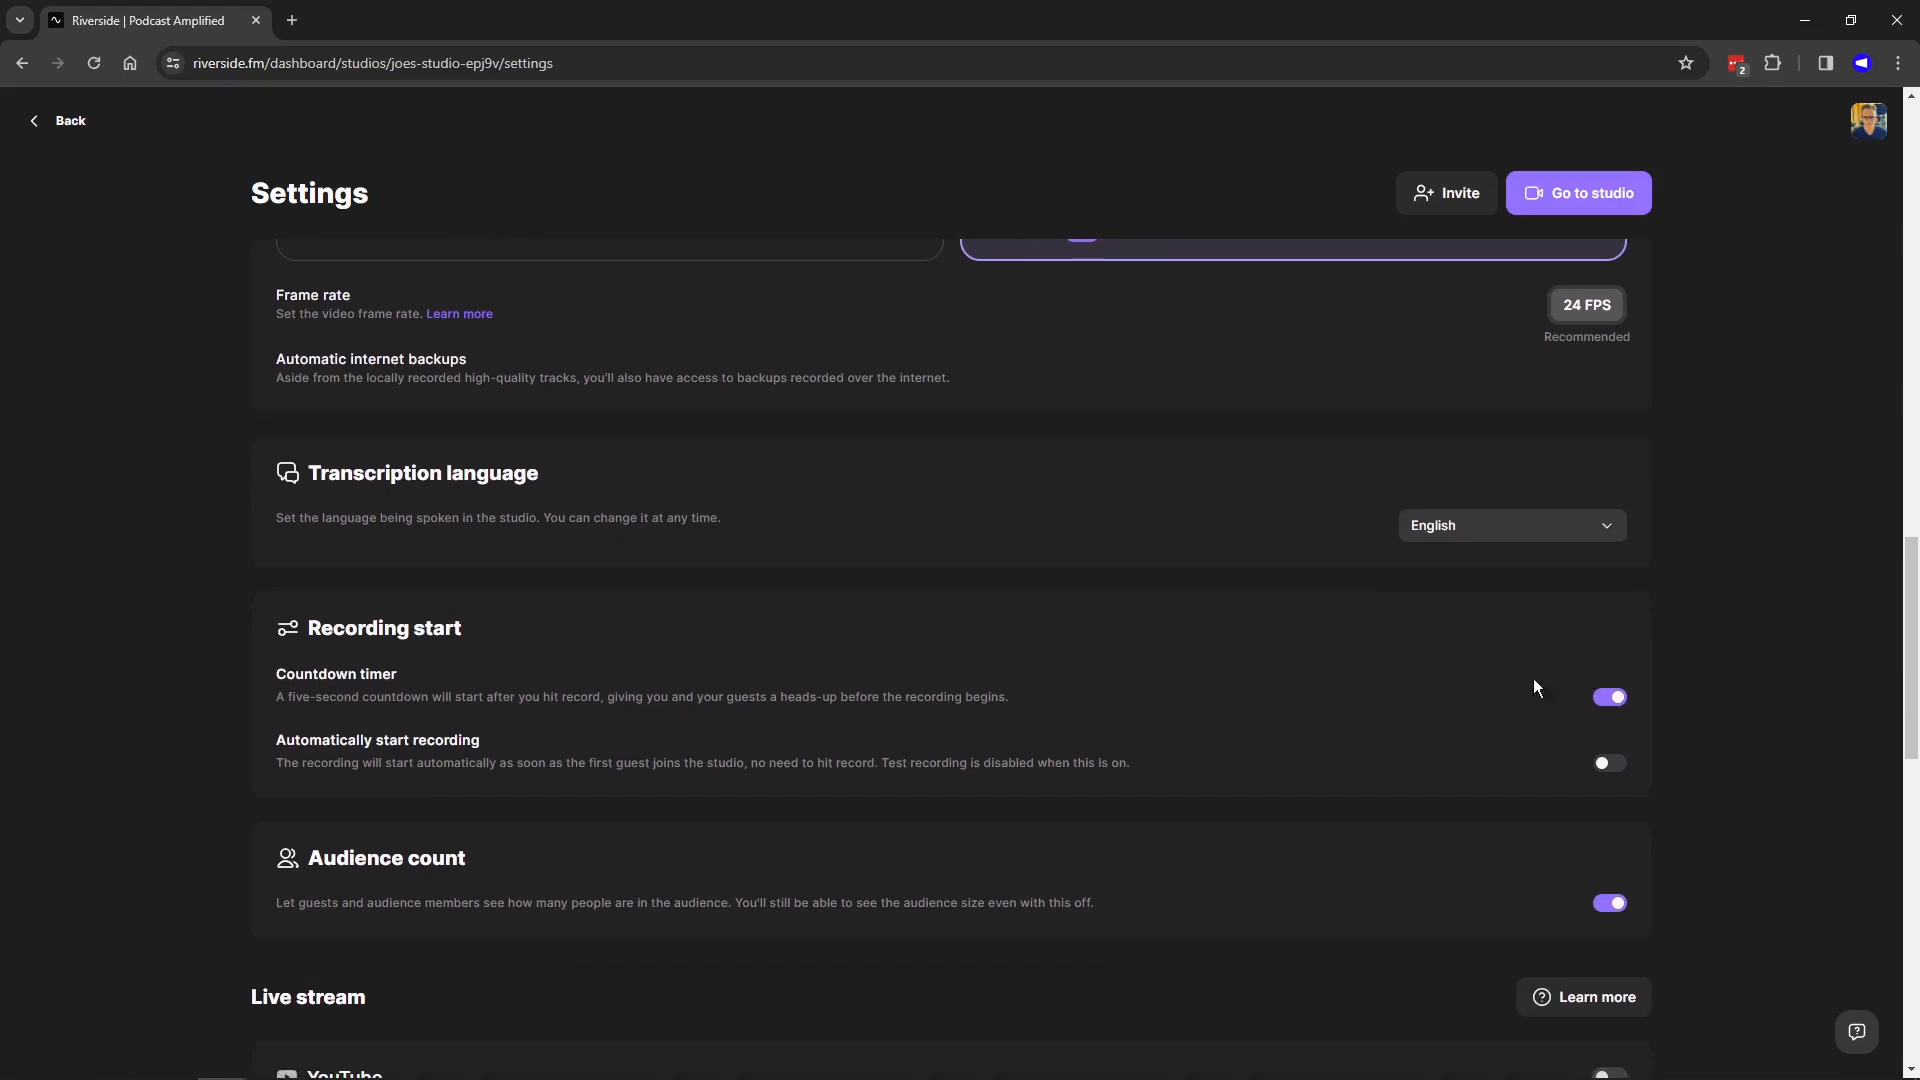 Riverside | Podcast Amplified
riverside.fm/dashboard/studios/joes-studio-epj9v/settings
2
Back
Settings
Invite
Go to studio
Frame rate
Set the video frame rate. Learn more
24 FPS
Recommended
Automatic internet backups
Aside from the locally recorded high-quality tracks, you'll also have access to backups recorded over the internet.
Transcription language
Set the language being spoken in the studio. You can change it at any time.
English
Recording start
Countdown timer
A five-second countdown will start after you hit record, giving you and your guests a heads-up before the recording begins.
Automatically start recording
The recording will start automatically as soon as the first guest joins the studio, no need to hit record. Test recording is disabled when this is on.
Audience count
Let guests and audience members see how many people are in the audience. You'll still be able to see the audience size even with this off.
Live stream
Learn more
YouTube